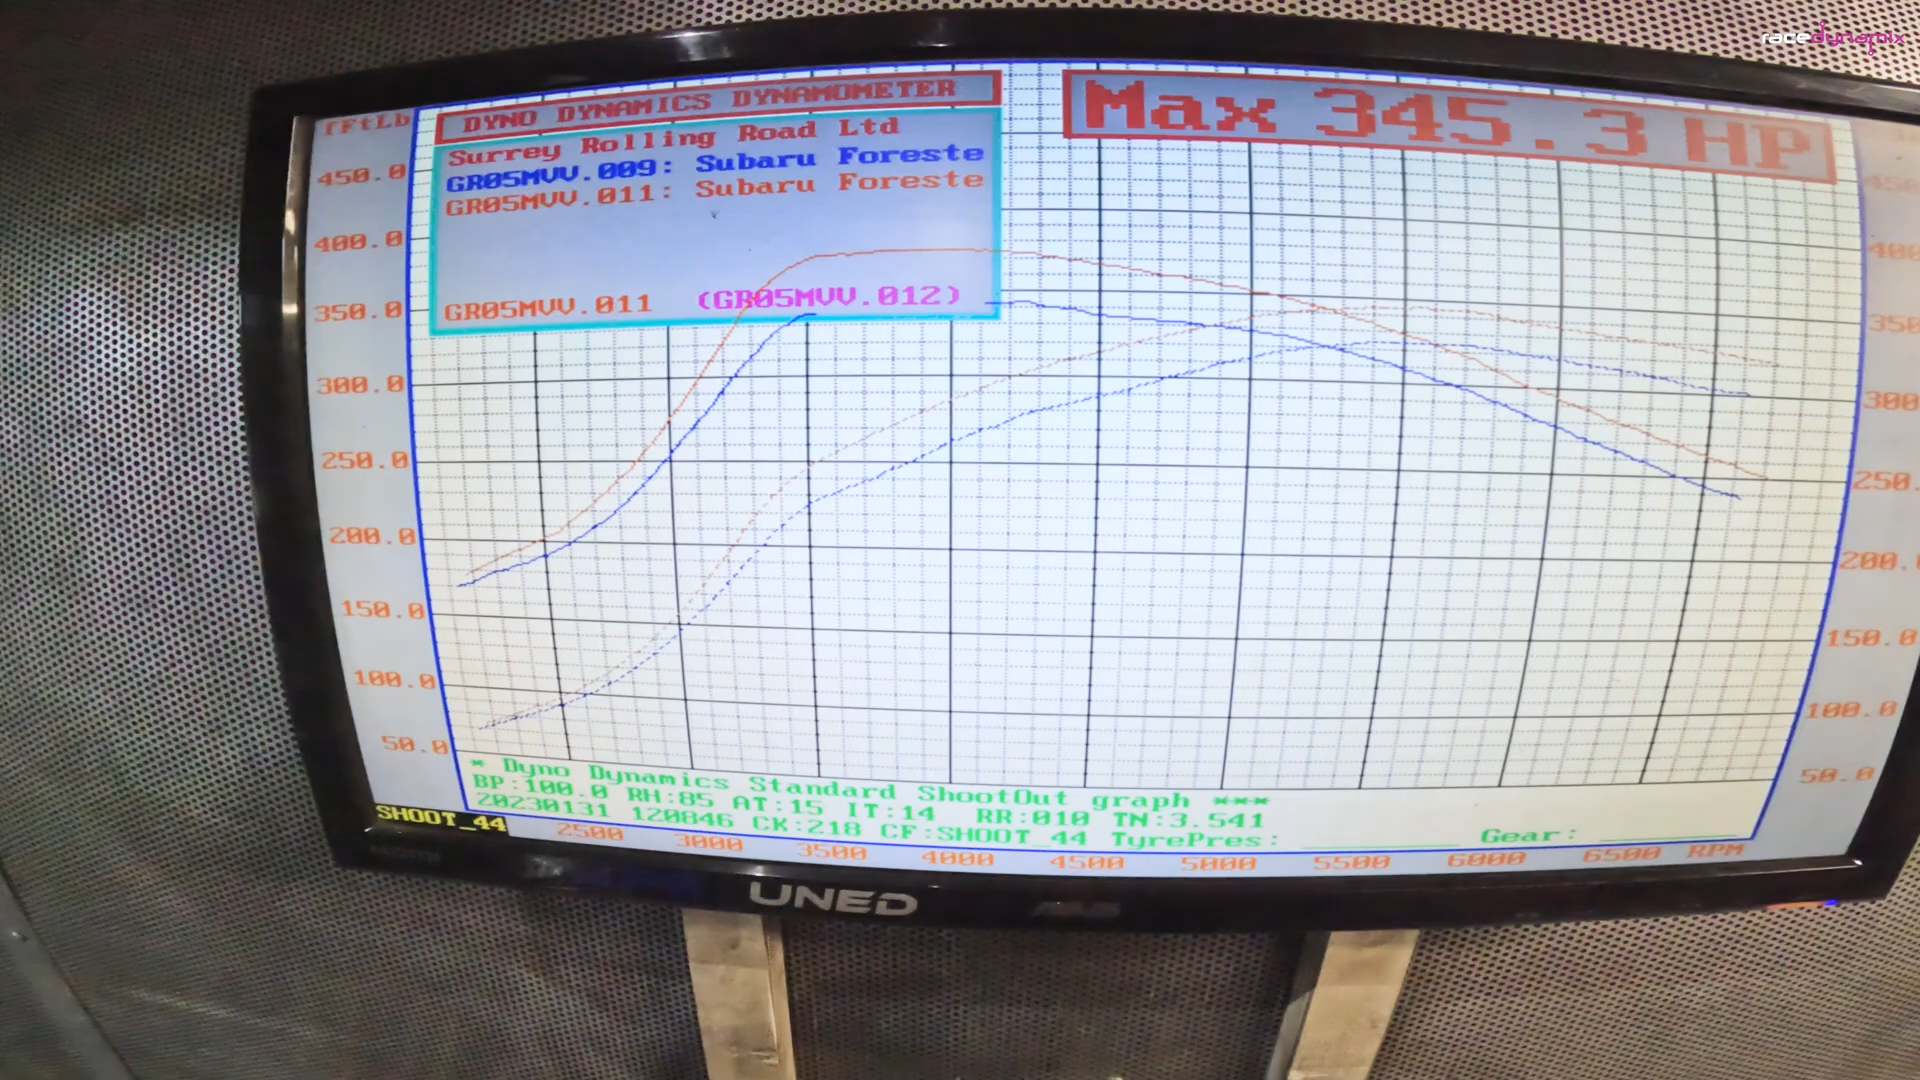 racedynamix
DYNO DYNAMICS DYNAMOMETER
Max 345.3 HP
Surrey Rolling Road Ltd
GR05MVV.009: Subaru Foreste
GR05MVV.011: Subaru Foreste
GR05MVV.011 (GR05MVV.012)
450.0
400.0
350.0
300.0
250.0
200.0
150.0
100.0
50.0
400
350
300
250.
200.
150.0
100.0
50.0
* Dyno Dynamics Standard ShootOut graph ***
BP:100.0 RH:85 AT:15 IT:14 RR:010 TN:3.541
20230131 120846 CK:218 CF:SHOOT_44 TyrePres: Gear:
SHOOT_44
2500 3000 3500 4000 4500 5000 5500 6000 6500 RPM
UNED